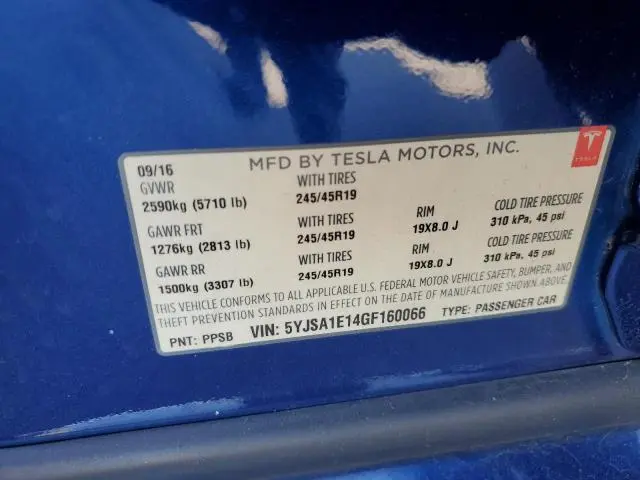 MFD BY TESLA MOTORS, INC.
TESLA
09/16
GVWR WITH TIRES
2590kg (5710 lb) 245/45R19
GAWR FRT WITH TIRES RIM COLD TIRE PRESSURE
1276kg (2813 lb) 245/45R19 19X8.0 J 310 kPa, 45 psi
GAWR RR WITH TIRES RIM COLD TIRE PRESSURE
1500kg (3307 lb) 245/45R19 19X8.0 J 310 kPa, 45 psi
THIS VEHICLE CONFORMS TO ALL APPLICABLE U.S. FEDERAL MOTOR VEHICLE SAFETY, BUMPER, AND
THEFT PREVENTION STANDARDS IN EFFECT ON THE DATE OF MANUFACTURE SHOWN ABOVE.
PNT: PPSB VIN: 5YJSA1E14GF160066 TYPE: PASSENGER CAR